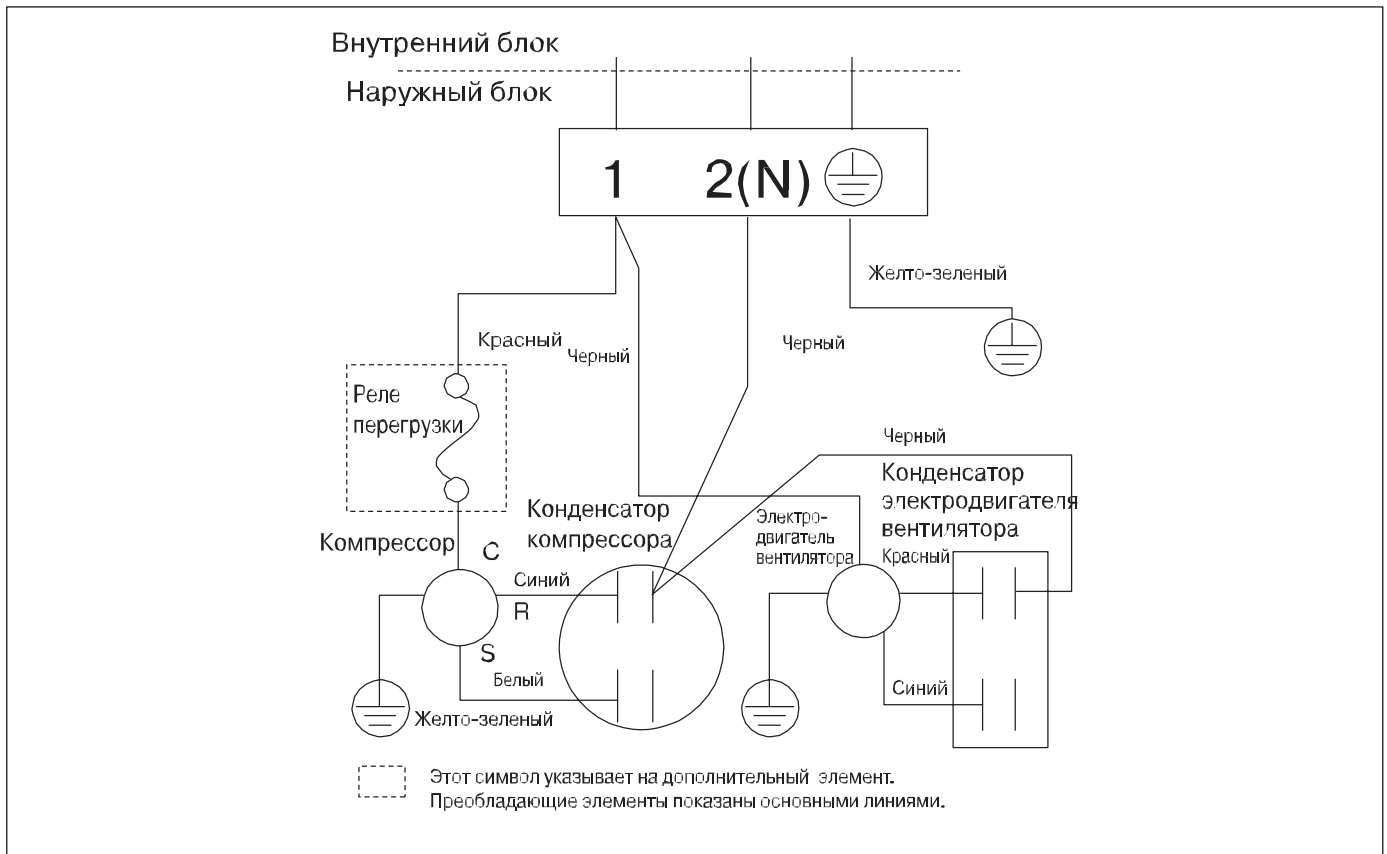 Внутренний блок
Наружный блок
1
2(N)
Желто-зеленый
Красный
Черный
Черный
Реле
перегрузки
Черный
Конденсатор
электродвигателя
вентилятора
Конденсатор
компрессора
Электро-
двигатель
вентилятора
Компрессор
C
Красный
Синий
R
S
Белый
Синий
Желто-зеленый
Этот символ указывает на дополнительный элемент.
Преобладающие элементы показаны основными линиями.